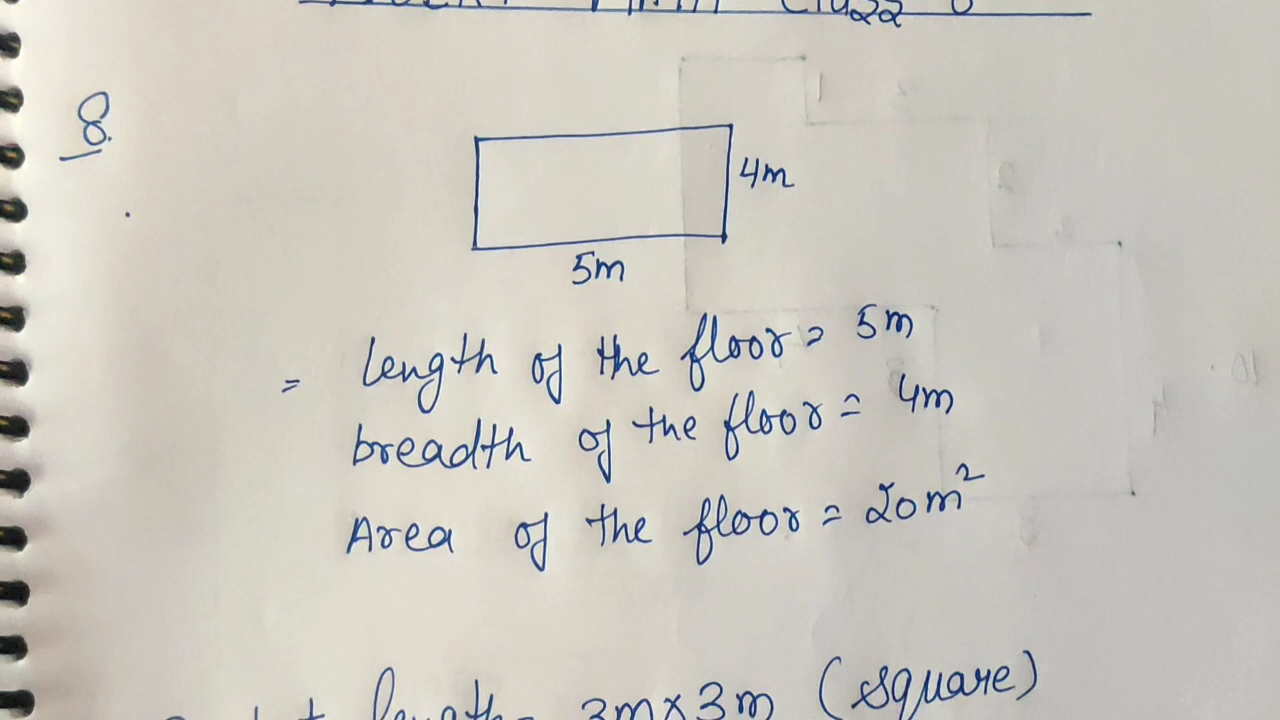 8.
4m
5m
= length of the floor = 5m
breadth of the floor = 4m
Area of the floor = 20m²
length 3m×3m (square)